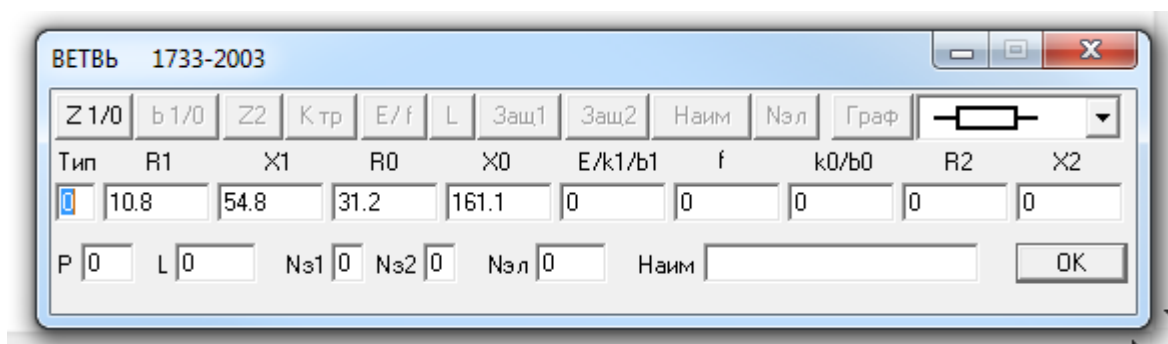 ВЕТВЬ 1733-2003
Z 1/0 b 1/0 Z2 К тр E/ f L Защ1 Защ2 Наим Nэл Граф
Тип R1 X1 R0 X0 E/k1/b1 f k0/b0 R2 X2
0 10.8 54.8 31.2 161.1 0 0 0 0 0
P 0 L 0 Nз1 0 Nз2 0 Nэл 0 Наим OK